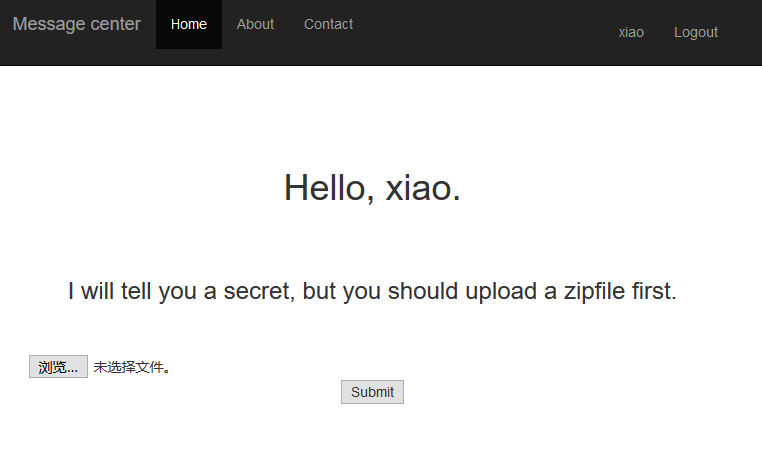 Message center Home About Contact xiao Logout
Hello, xiao.
I will tell you a secret, but you should upload a zipfile first.
浏览... 未选择文件。
Submit